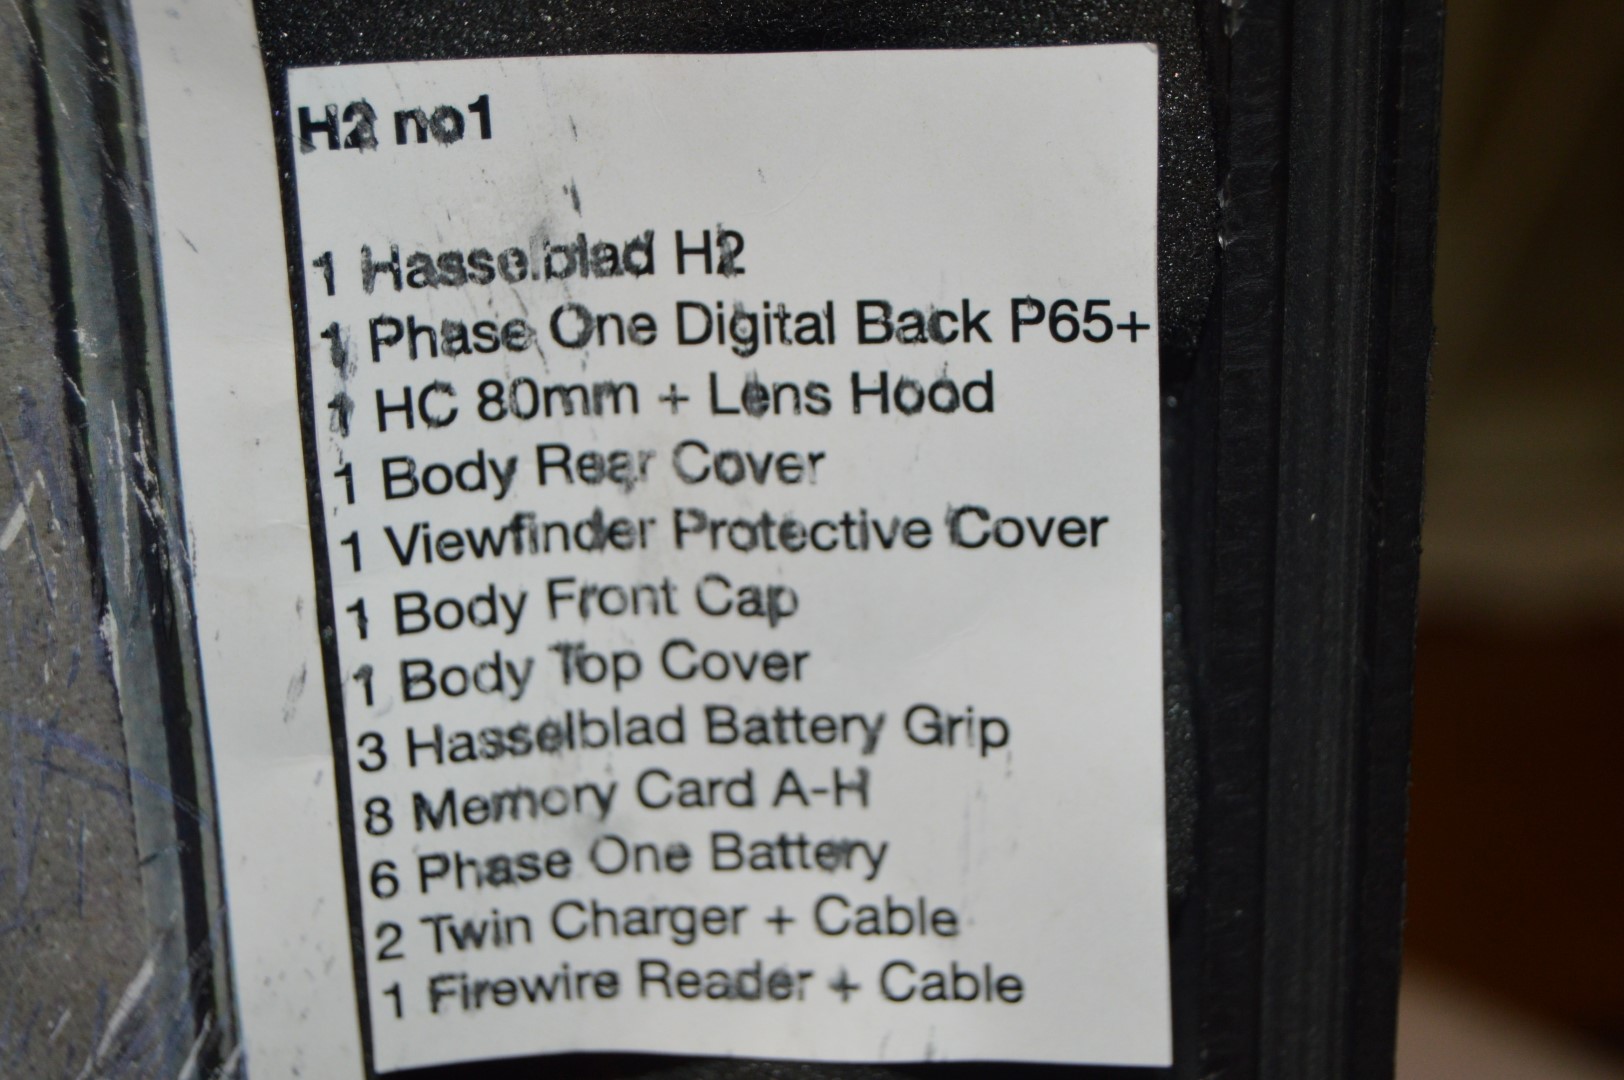 H2 no1
1 Hasselblad H2
1 Phase One Digital Back P65+
1 HC 80mm + Lens Hood
1 Body Rear Cover
1 Viewfinder Protective Cover
1 Body Front Cap
1 Body Top Cover
3 Hasselblad Battery Grip
8 Memory Card A-H
6 Phase One Battery
2 Twin Charger + Cable
1 Firewire Reader + Cable